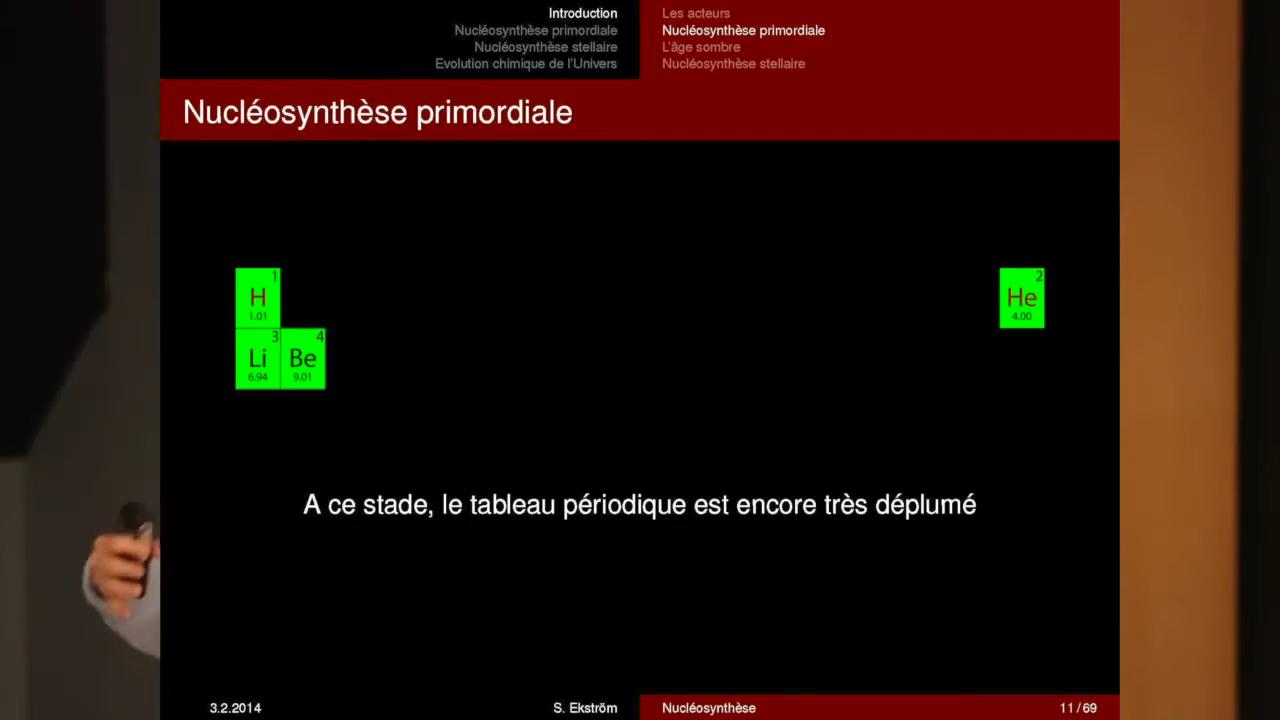 Introduction
Nucléosynthèse primordiale
Nucléosynthèse stellaire
Evolution chimique de l'Univers
Les acteurs
Nucléosynthèse primordiale
L'âge sombre
Nucléosynthèse stellaire
Nucléosynthèse primordiale
1
H
1.01
2
He
4.00
3
Li
6.94
4
Be
9.01
A ce stade, le tableau périodique est encore très déplumé
3.2.2014
S. Ekström
Nucléosynthèse
11 / 69